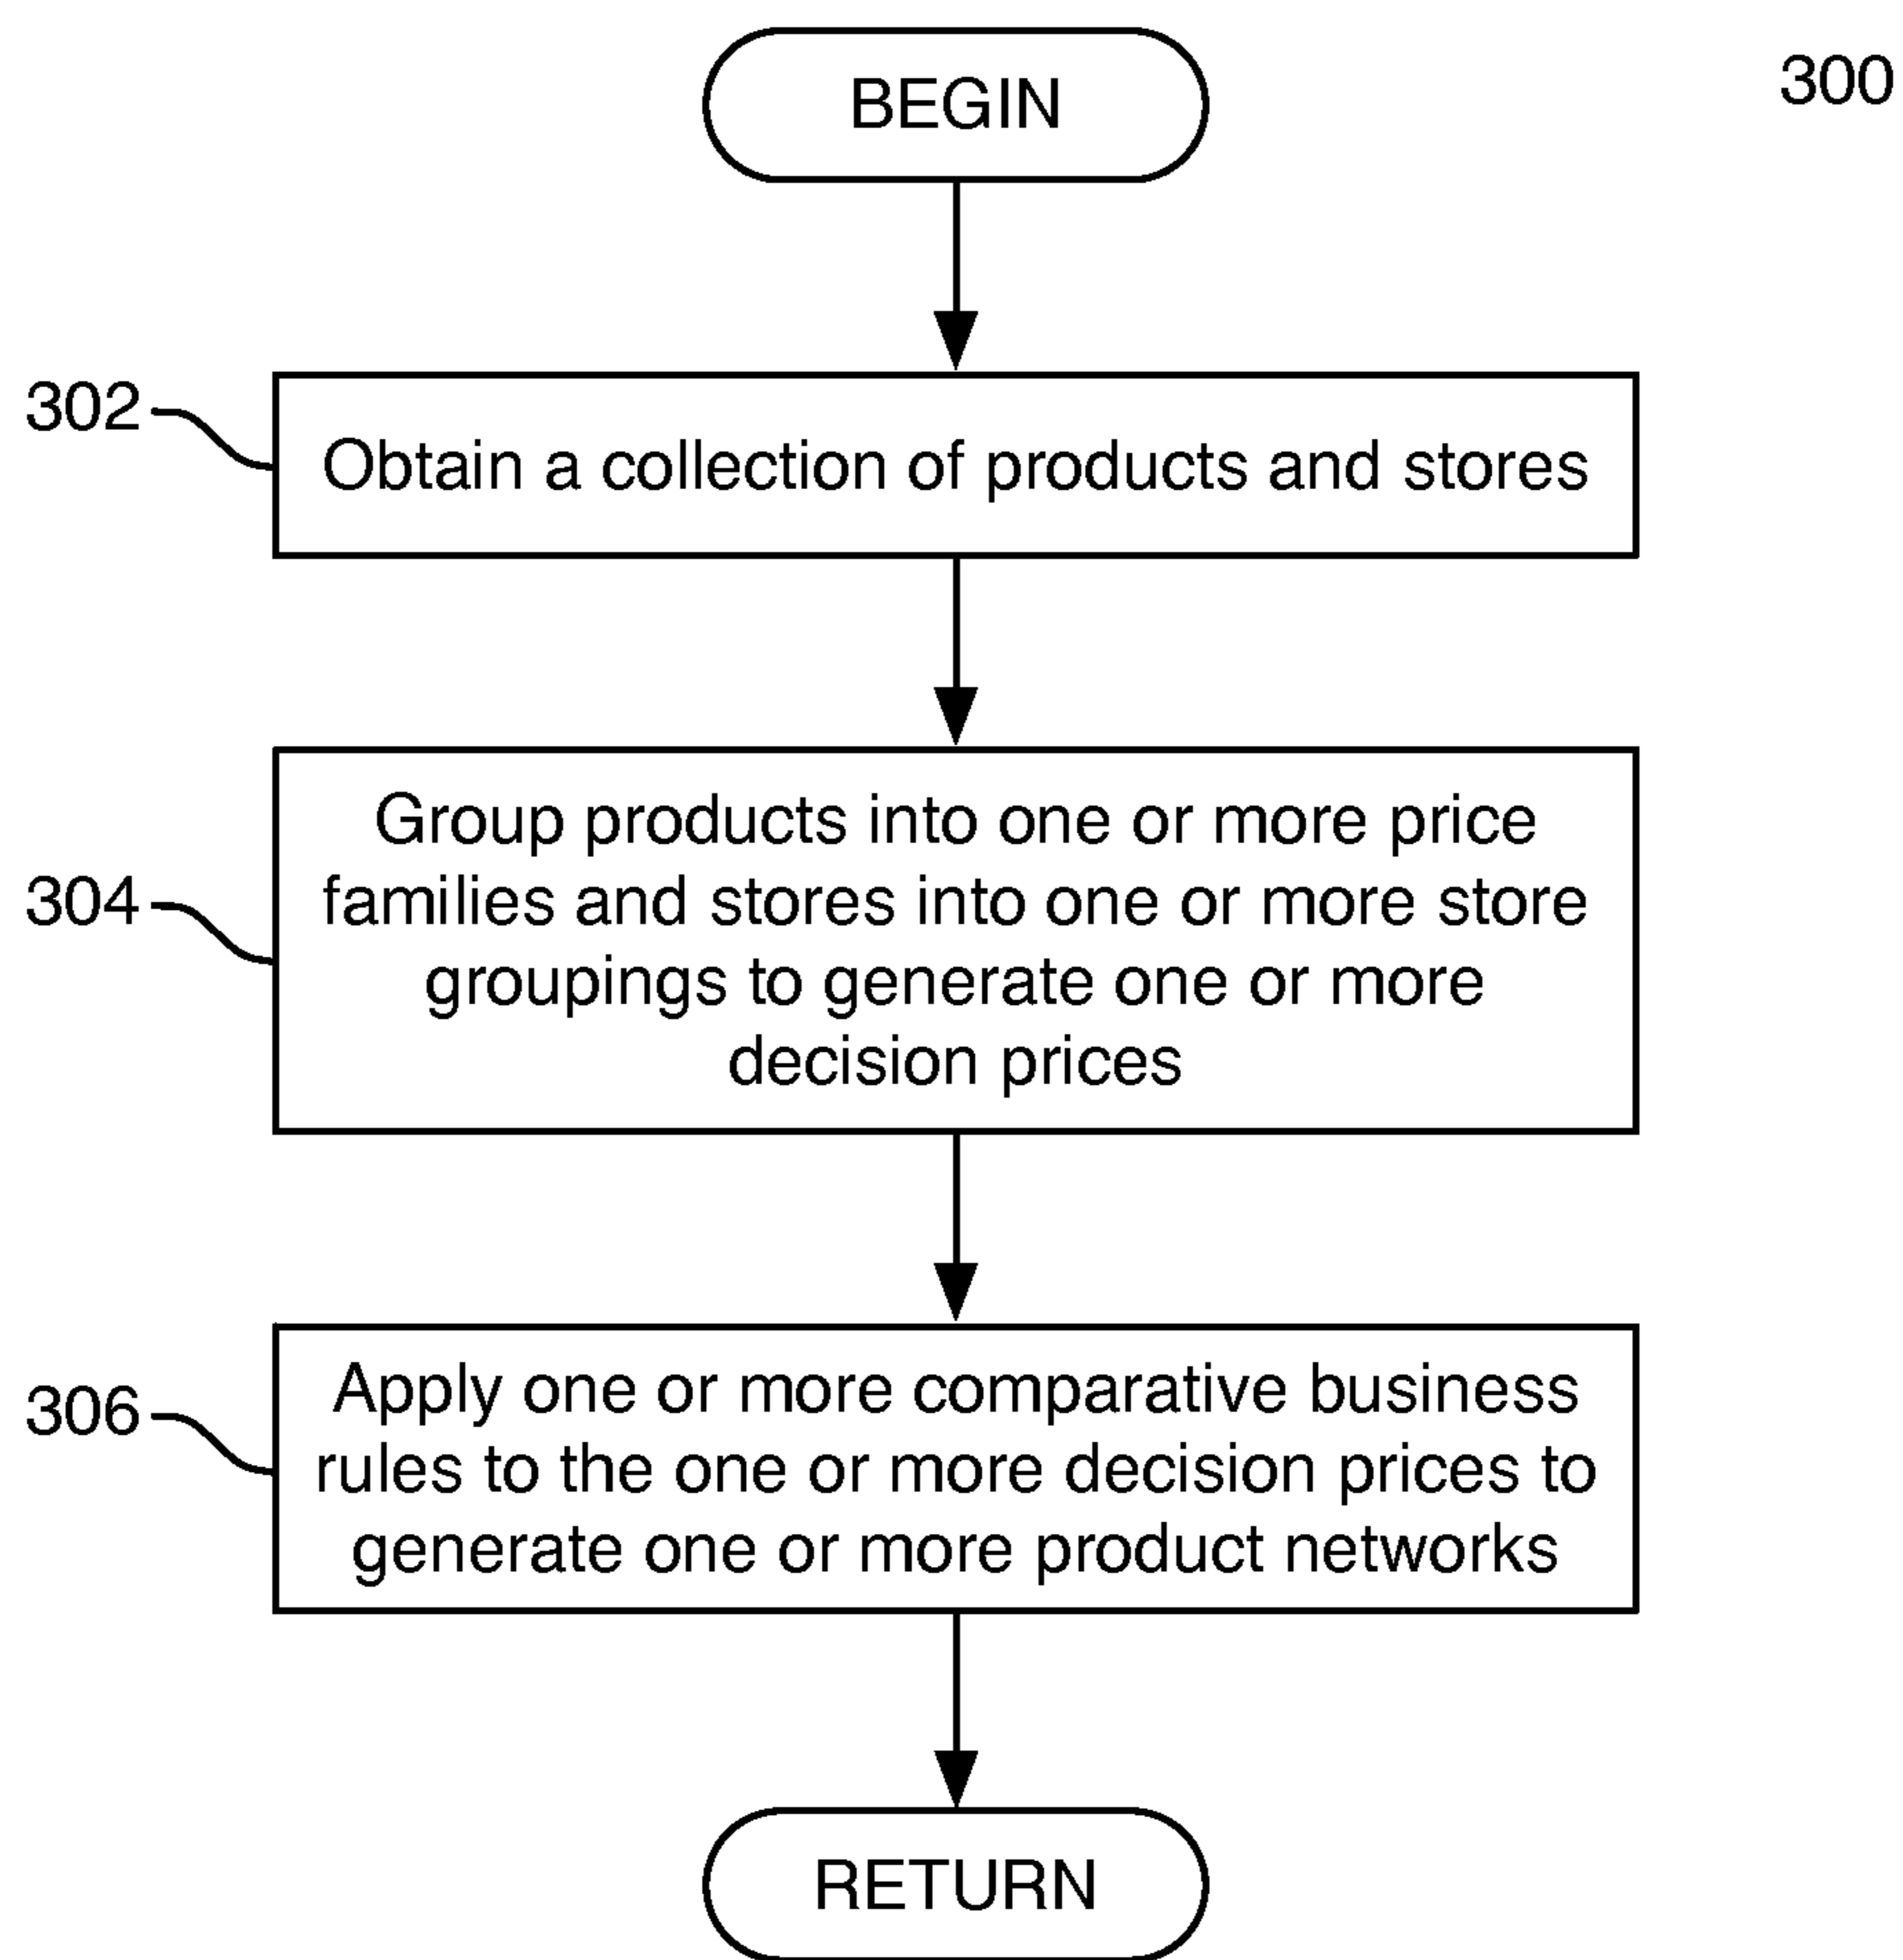 BEGIN
300
302
Obtain a collection of products and stores
Group products into one or more price
families and stores into one or more store
304
groupings to generate one or more
decision prices
Apply one or more comparative business
306
rules to the one or more decision prices to
generate one or more product networks
RETURN